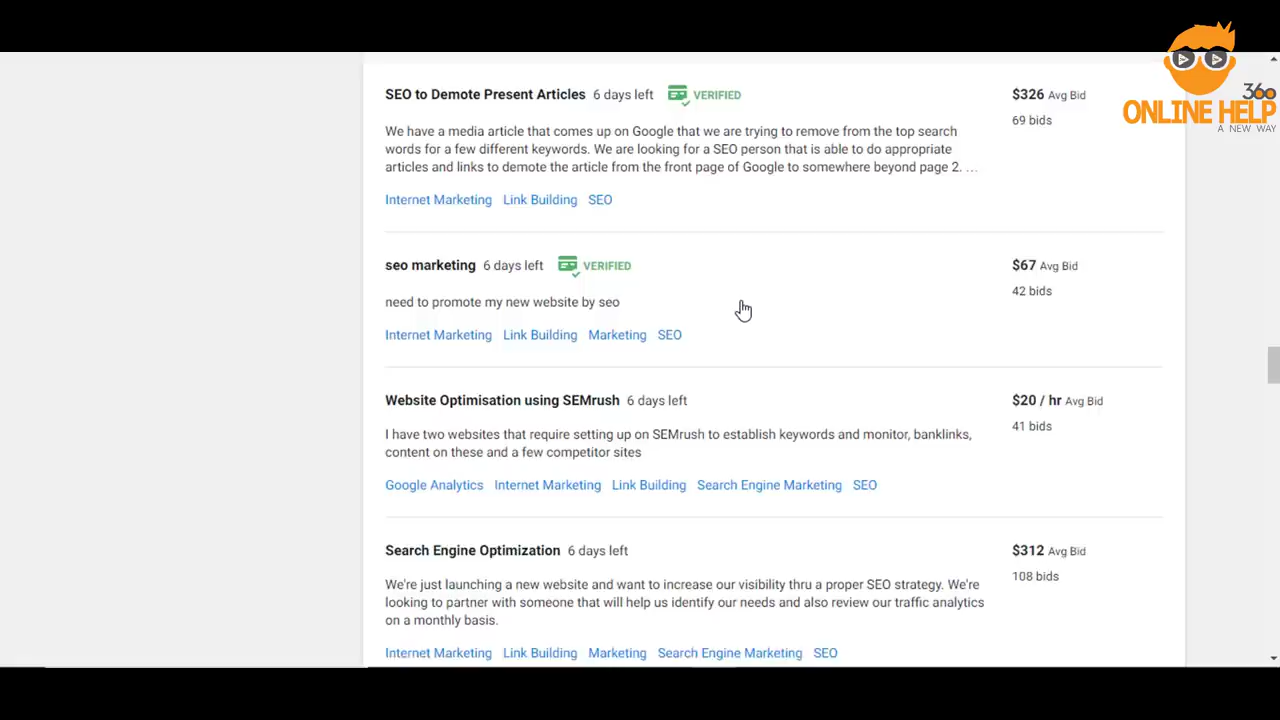 SEO to Demote Present Articles 6 days left VERIFIED $326 Avg Bid
69 bids
We have a media article that comes up on Google that we are trying to remove from the top search
words for a few different keywords. We are looking for a SEO person that is able to do appropriate
articles and links to demote the article from the front page of Google to somewhere beyond page 2. ...
Internet Marketing Link Building SEO
seo marketing 6 days left VERIFIED $67 Avg Bid
42 bids
need to promote my new website by seo
Internet Marketing Link Building Marketing SEO
Website Optimisation using SEMrush 6 days left $20 / hr Avg Bid
41 bids
I have two websites that require setting up on SEMrush to establish keywords and monitor, banklinks,
content on these and a few competitor sites
Google Analytics Internet Marketing Link Building Search Engine Marketing SEO
Search Engine Optimization 6 days left $312 Avg Bid
108 bids
We're just launching a new website and want to increase our visibility thru a proper SEO strategy. We're
looking to partner with someone that will help us identify our needs and also review our traffic analytics
on a monthly basis.
Internet Marketing Link Building Marketing Search Engine Marketing SEO
360
ONLINE HELP
A NEW WAY